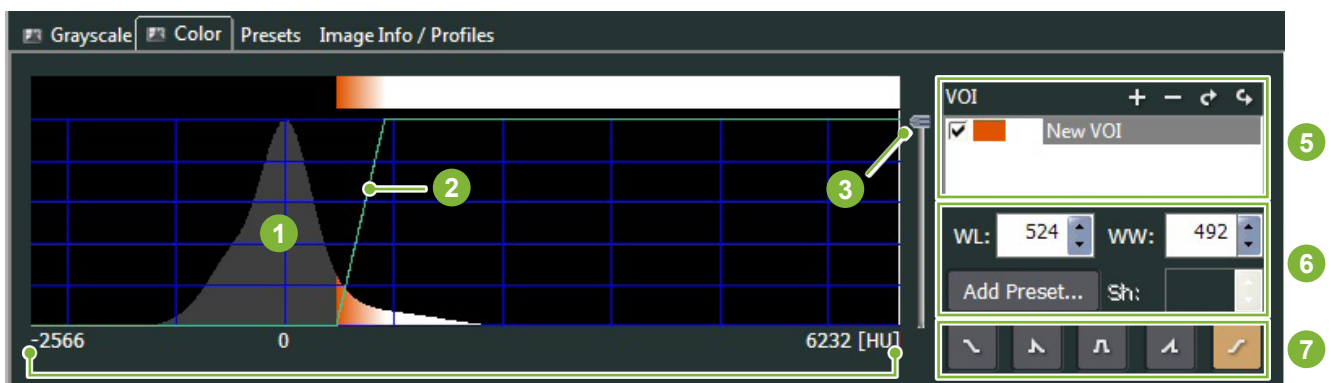 Grayscale Color Presets Image Info / Profiles
VOI
New VOI
5
3
2
1
WL: 524 WW: 492
6
Add Preset... Sh:
-2566 0 6232 [HU]
7